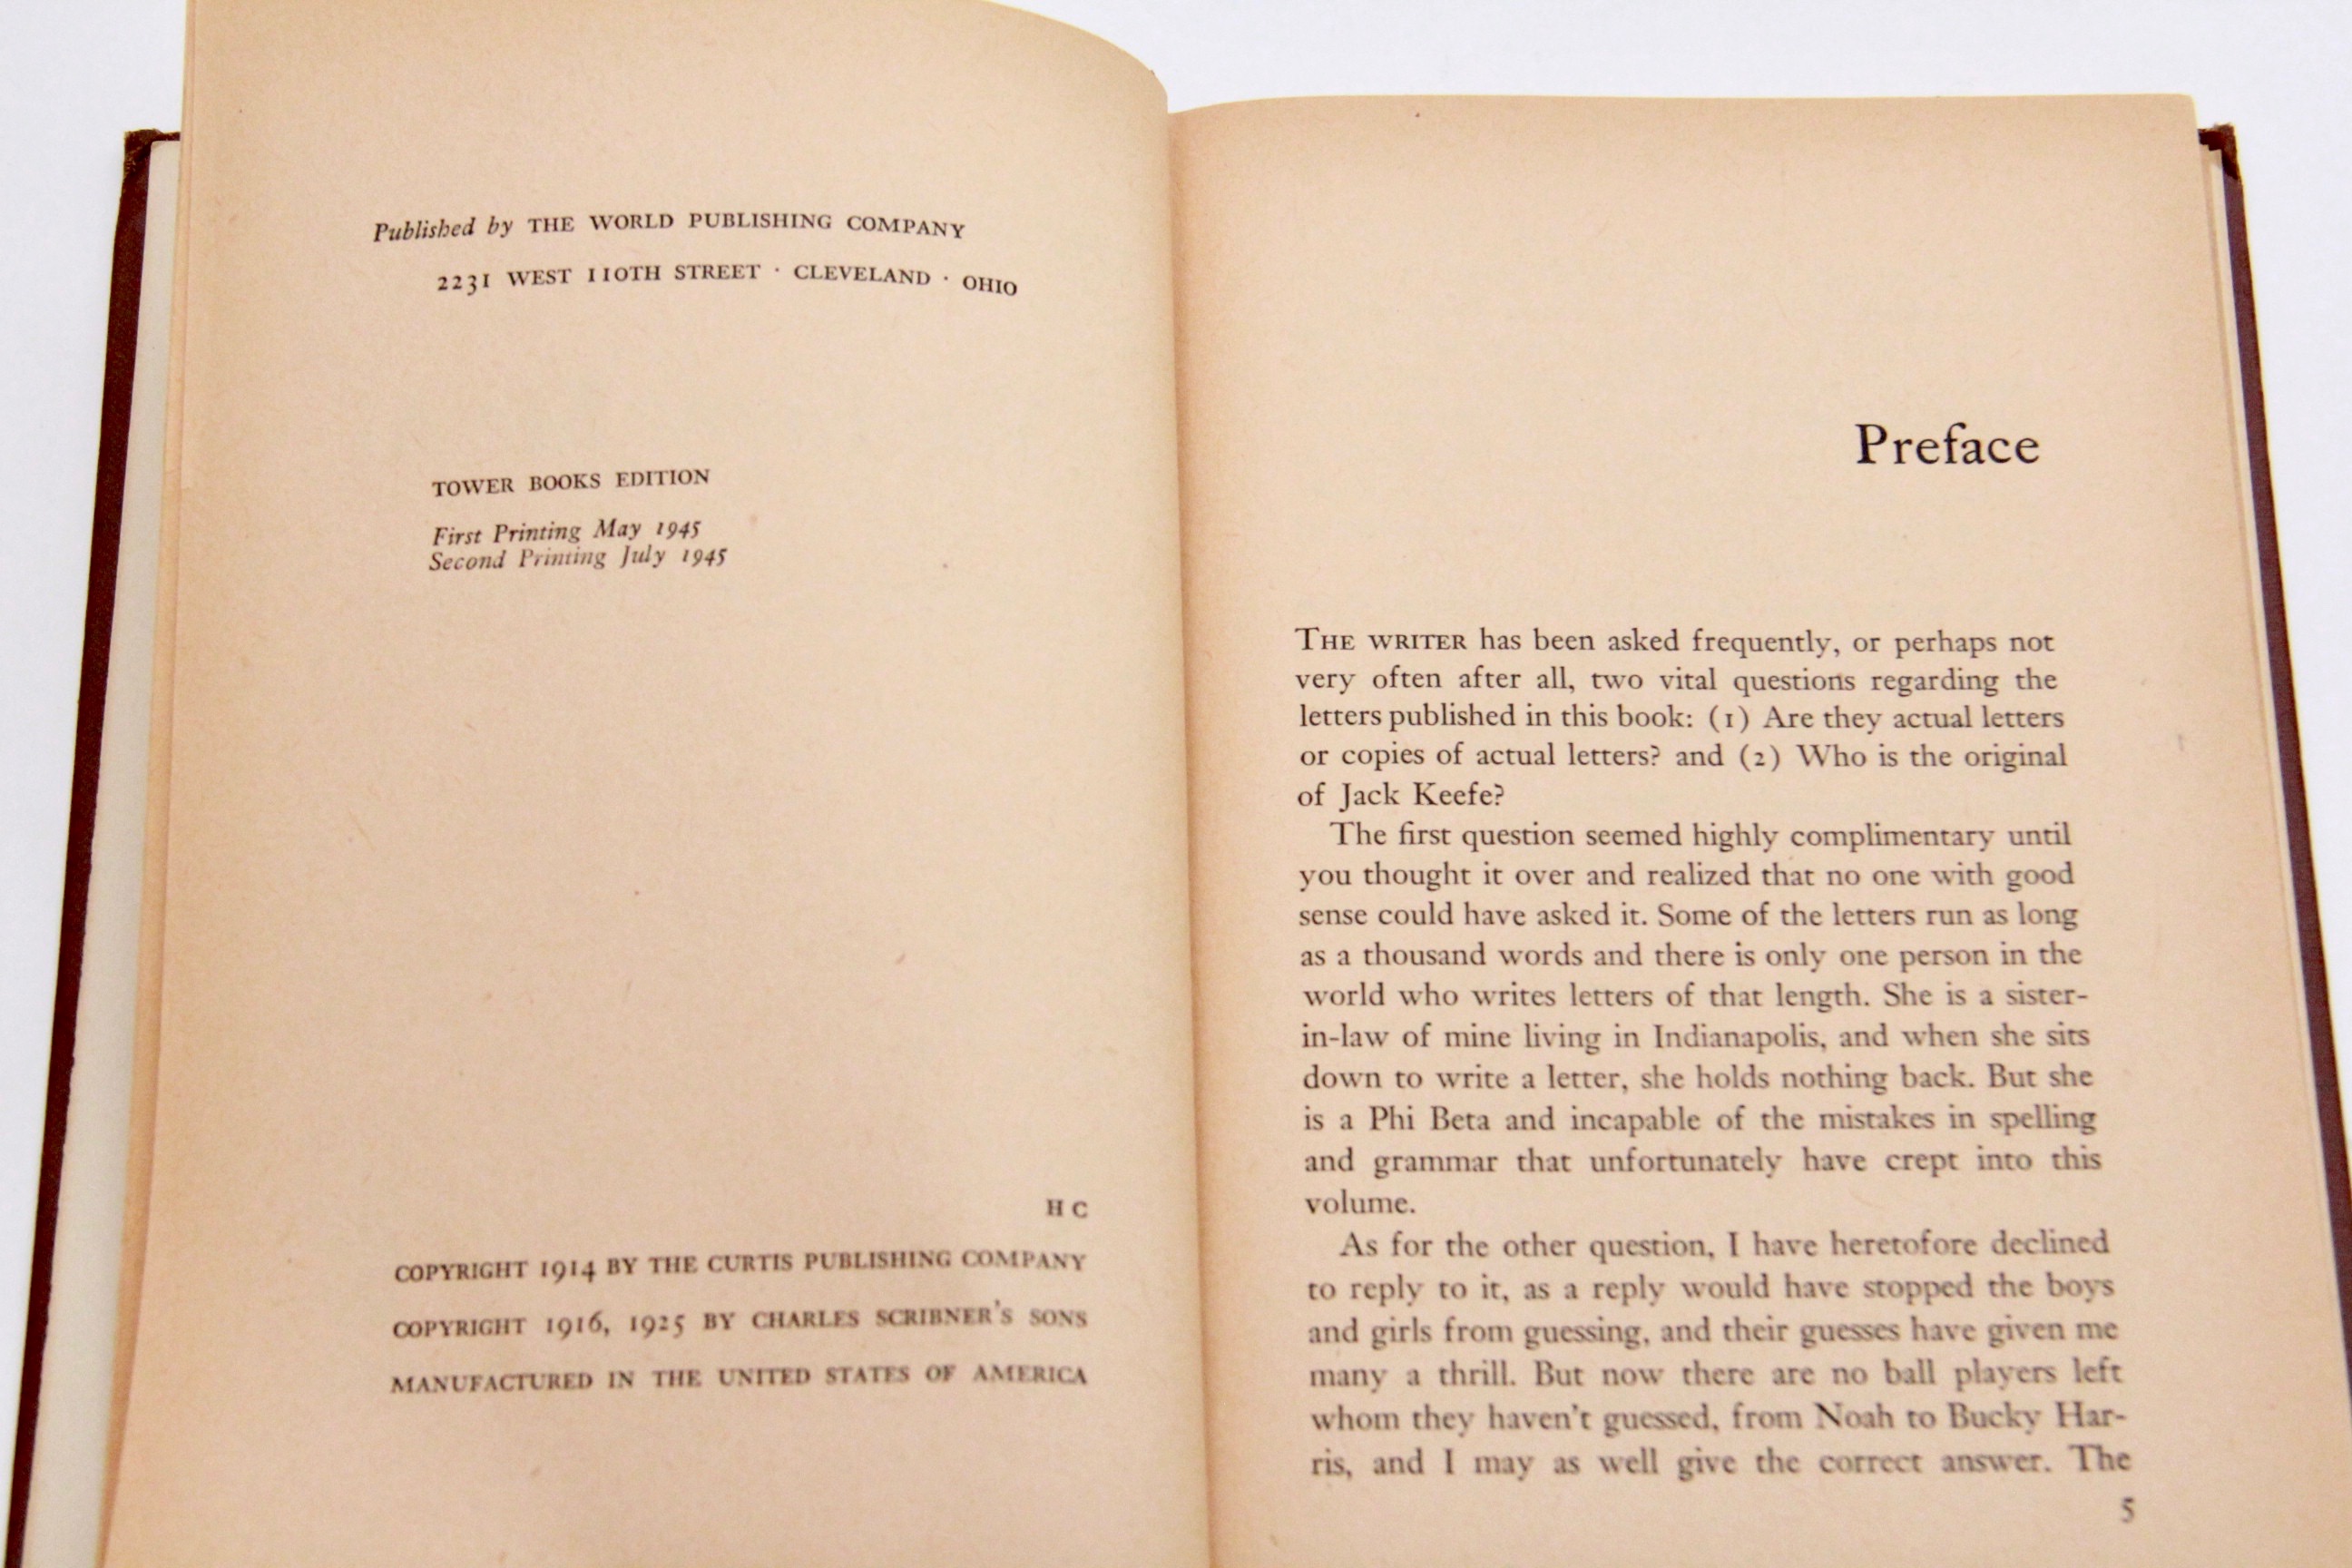 Published by THE WORLD PUBLISHING COMPANY
2231 WEST 110TH STREET · CLEVELAND · OHIO
TOWER BOOKS EDITION
First Printing May 1945
Second Printing July 1945
H C
COPYRIGHT 1914 BY THE CURTIS PUBLISHING COMPANY
COPYRIGHT 1916, 1925 BY CHARLES SCRIBNER'S SONS
MANUFACTURED IN THE UNITED STATES OF AMERICA
Preface
THE WRITER has been asked frequently, or perhaps not
very often after all, two vital questions regarding the
letters published in this book: (1) Are they actual letters
or copies of actual letters? and (2) Who is the original
of Jack Keefe?
The first question seemed highly complimentary until
you thought it over and realized that no one with good
sense could have asked it. Some of the letters run as long
as a thousand words and there is only one person in the
world who writes letters of that length. She is a sister-
in-law of mine living in Indianapolis, and when she sits
down to write a letter, she holds nothing back. But she
is a Phi Beta and incapable of the mistakes in spelling
and grammar that unfortunately have crept into this
volume.
As for the other question, I have heretofore declined
to reply to it, as a reply would have stopped the boys
and girls from guessing, and their guesses have given me
many a thrill. But now there are no ball players left
whom they haven't guessed, from Noah to Bucky Har-
ris, and I may as well give the correct answer. The
5